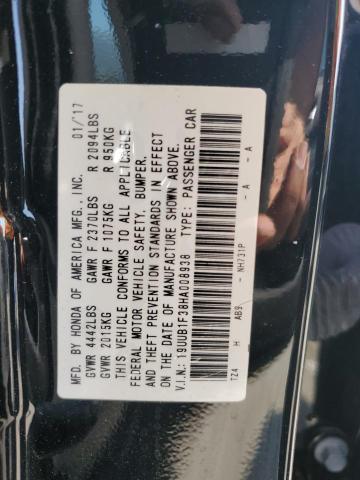 MFD. BY HONDA OF AMERICA MFG., INC. 01/'17
GVWR 4442LBS GAWR F 2370LBS R 2094LBS
GVWR 2015KG GAWR F 1075KG R 950KG
THIS VEHICLE CONFORMS TO ALL APPLICABLE
FEDERAL MOTOR VEHICLE SAFETY, BUMPER,
AND THEFT PREVENTION STANDARDS IN EFFECT
ON THE DATE OF MANUFACTURE SHOWN ABOVE.
V.I.N.: 19UUB1F38HA008938 TYPE: PASSENGER CAR
TZ4 H AB9 - NH731P - A - A